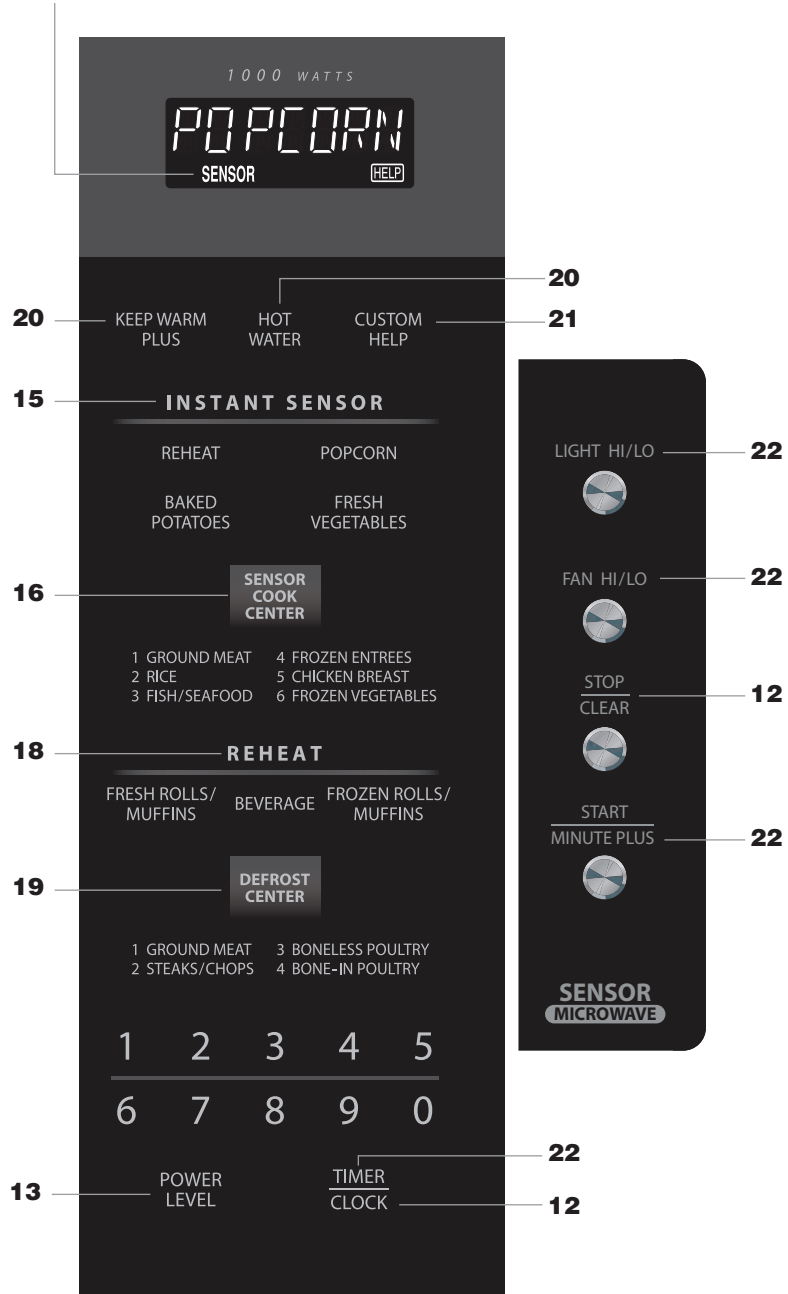 1000 WATTS
POPCORN
SENSOR HELP
20
20 KEEP WARM PLUS
HOT WATER
CUSTOM HELP 21
15 INSTANT SENSOR
REHEAT POPCORN
BAKED POTATOES
FRESH VEGETABLES
16 SENSOR COOK CENTER
1 GROUND MEAT 4 FROZEN ENTREES
2 RICE 5 CHICKEN BREAST
3 FISH/SEAFOOD 6 FROZEN VEGETABLES
18 REHEAT
FRESH ROLLS/ MUFFINS
BEVERAGE
FROZEN ROLLS/ MUFFINS
19 DEFROST CENTER
1 GROUND MEAT 3 BONELESS POULTRY
2 STEAKS/CHOPS 4 BONE-IN POULTRY
1 2 3 4 5
6 7 8 9 0
22
13 POWER LEVEL
TIMER
CLOCK 12
LIGHT HI/LO 22
FAN HI/LO 22
STOP
CLEAR
12
START
MINUTE PLUS 22
SENSOR
MICROWAVE